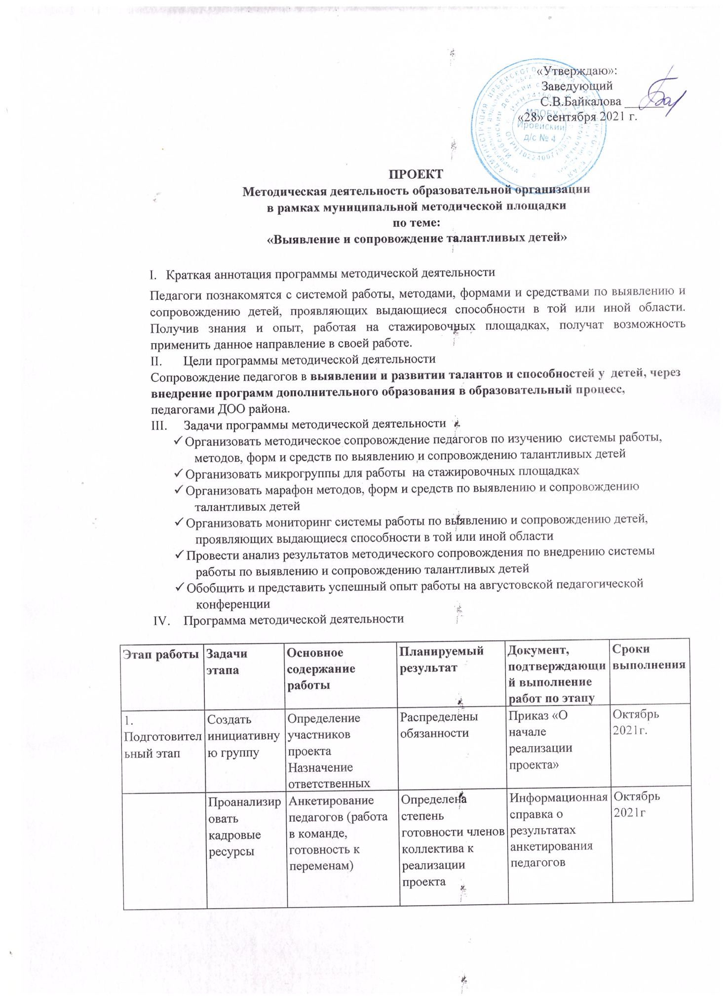 «Утверждаю»:
Заведующий
С.В.Байкалова ______
«28» сентября 2021 г.
МДОБУ
Ирбейский
д/с № 4
ПРОЕКТ
Методическая деятельность образовательной организации
в рамках муниципальной методической площадки
по теме:
«Выявление и сопровождение талантливых детей»
I. Краткая аннотация программы методической деятельности
Педагоги познакомятся с системой работы, методами, формами и средствами по выявлению и
сопровождению детей, проявляющих выдающиеся способности в той или иной области.
Получив знания и опыт, работая на стажировочных площадках, получат возможность
применить данное направление в своей работе.
II. Цели программы методической деятельности
Сопровождение педагогов в выявлении и развитии талантов и способностей у детей, через
внедрение программ дополнительного образования в образовательный процесс,
педагогами ДОО района.
III. Задачи программы методической деятельности
✓ Организовать методическое сопровождение педагогов по изучению системы работы,
методов, форм и средств по выявлению и сопровождению талантливых детей
✓ Организовать микрогруппы для работы на стажировочных площадках
✓ Организовать марафон методов, форм и средств по выявлению и сопровождению
талантливых детей
✓ Организовать мониторинг системы работы по выявлению и сопровождению детей,
проявляющих выдающиеся способности в той или иной области
✓ Провести анализ результатов методического сопровождения по внедрению системы
работы по выявлению и сопровождению талантливых детей
✓ Обобщить и представить успешный опыт работы на августовской педагогической
конференции
IV. Программа методической деятельности
Этап работы
Задачи
этапа
Основное
содержание
работы
Планируемый
результат
Документ,
подтверждающи
й выполнение
работ по этапу
Сроки
выполнения
1.
Подготовител
ьный этап
Создать
инициативну
ю группу
Определение
участников
проекта
Назначение
ответственных
Распределены
обязанности
Приказ «О
начале
реализации
проекта»
Октябрь
2021г.
Проанализир
овать
кадровые
ресурсы
Анкетирование
педагогов (работа
в команде,
готовность к
переменам)
Определена
степень
готовности членов
коллектива к
реализации
проекта
Информационная
справка о
результатах
анкетирования
педагогов
Октябрь
2021г